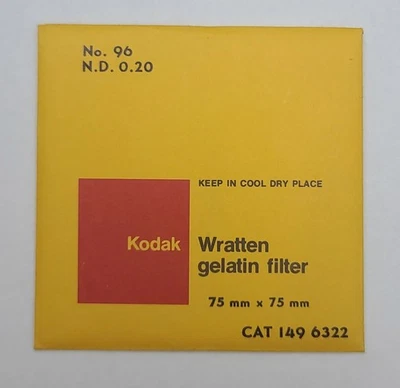 No. 96
N.D. 0.20
KEEP IN COOL DRY PLACE
Kodak
Wratten
gelatin filter
75 mm x 75 mm
CAT 149 6322